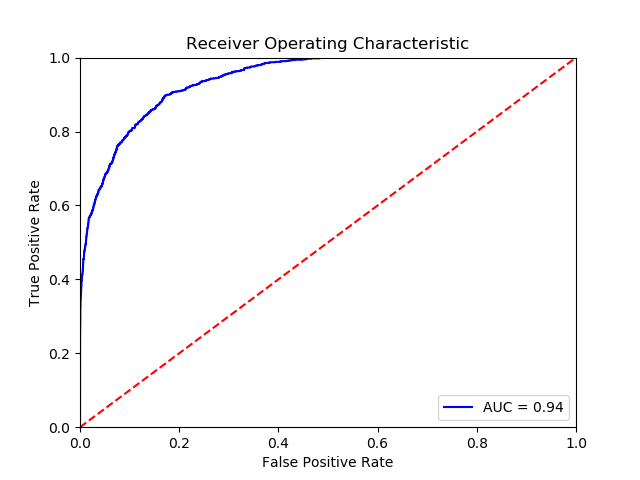 Receiver Operating Characteristic
True Positive Rate
1.0
0.8
0.6
0.4
0.2
0.0
AUC = 0.94
0.0 0.2 0.4 0.6 0.8 1.0
False Positive Rate